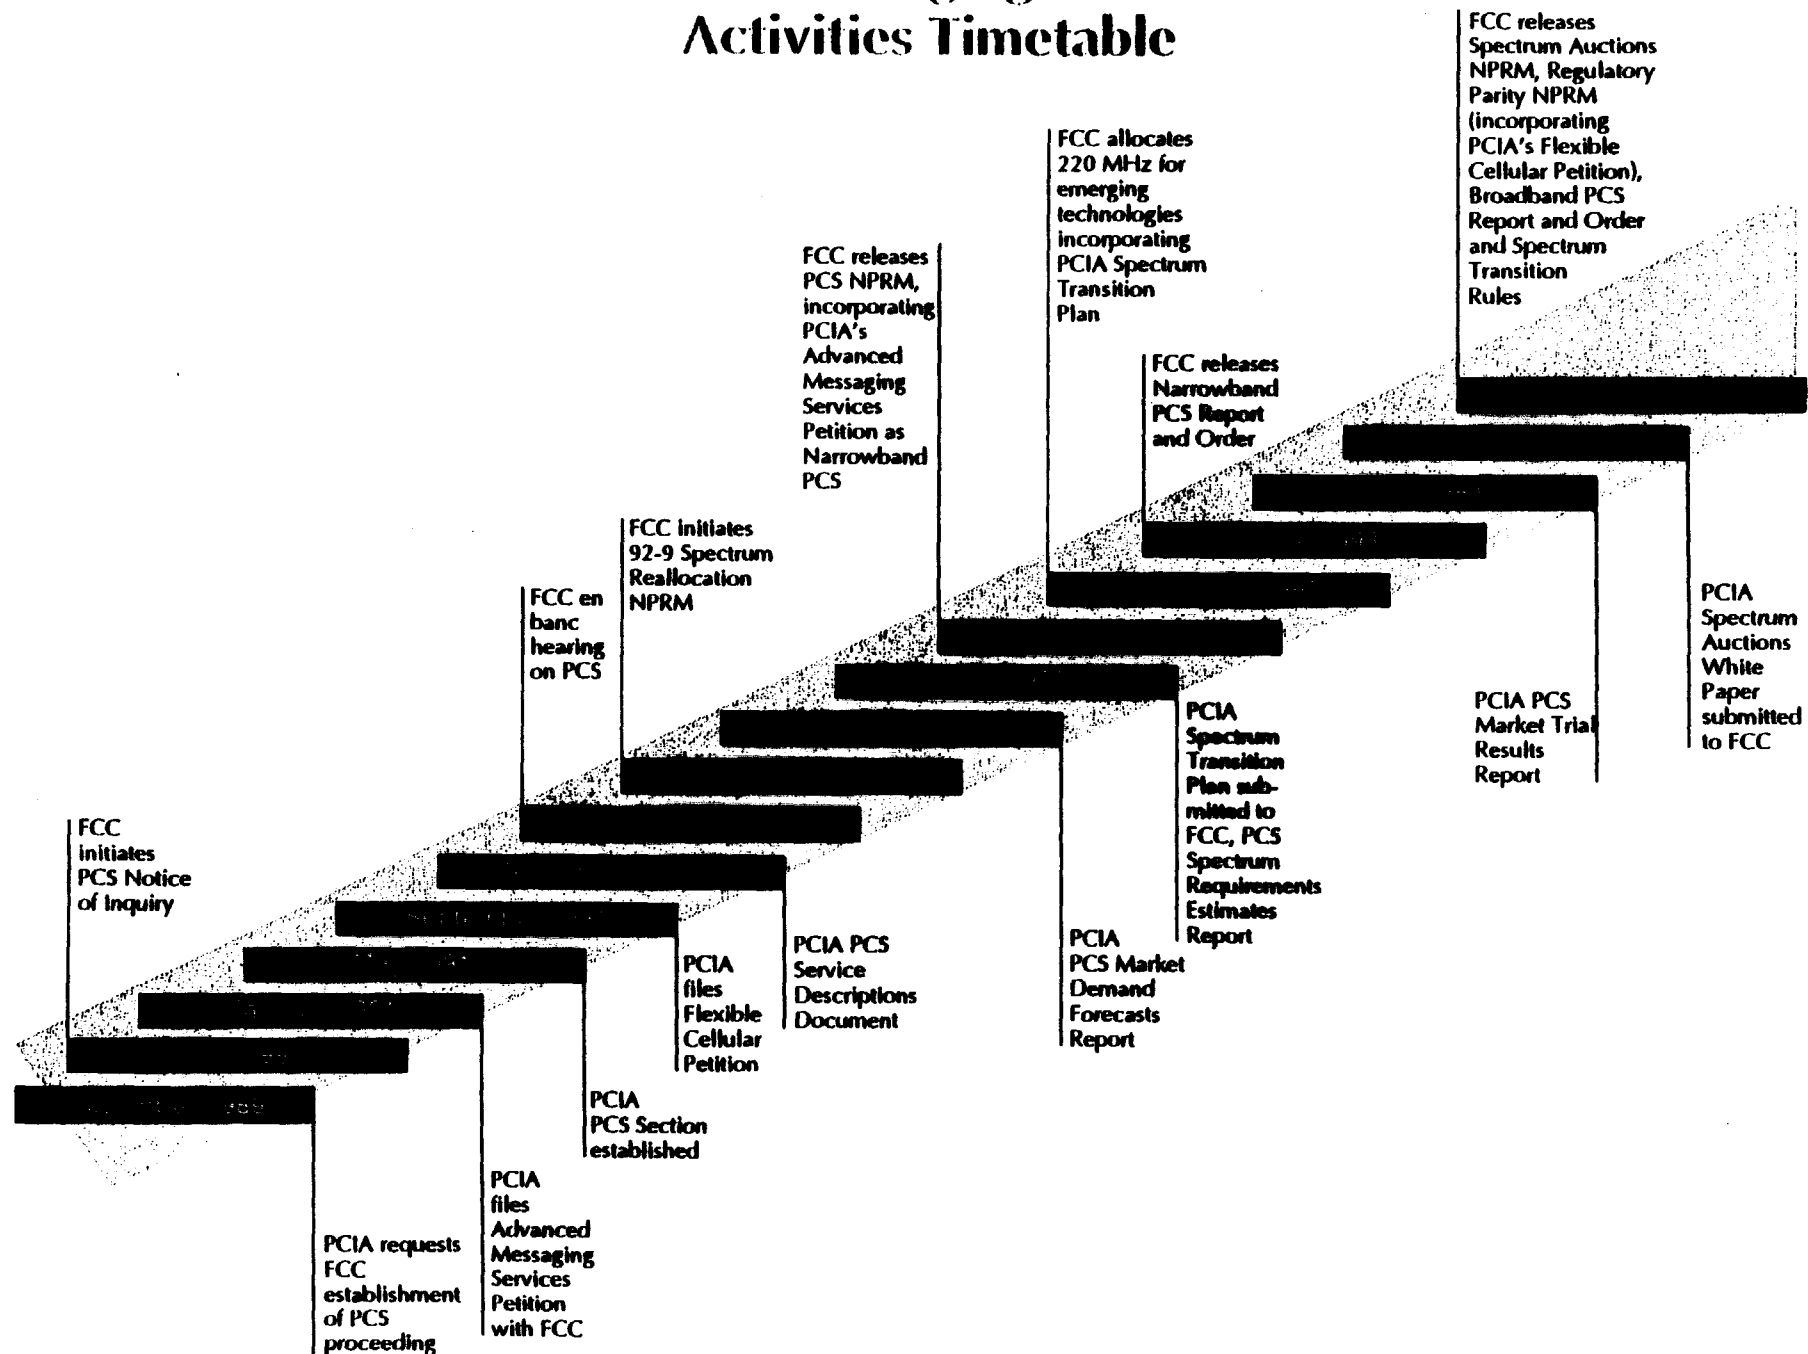 Activities Timetable
FCC releases
Spectrum Auctions
NPRM, Regulatory
Parity NPRM
(incorporating
PCIA's Flexible
Cellular Petition),
Broadband PCS
Report and Order
and Spectrum
Transition
Rules
FCC allocates
220 MHz for
emerging
technologies
incorporating
PCIA Spectrum
Transition
Plan
FCC releases
PCS NPRM,
incorporating
PCIA's
Advanced
Messaging
Services
Petition as
Narrowband
PCS
FCC releases
Narrowband
PCS Report
and Order
FCC initiates
92-9 Spectrum
Reallocation
NPRM
FCC en
banc
hearing
on PCS
PCIA
Spectrum
Auctions
White
Paper
submitted
to FCC
PCIA PCS
Market Trial
Results
Report
PCIA
Spectrum
Transition
Plan sub-
mitted to
FCC, PCS
Spectrum
Requirements
Estimates
Report
FCC
initiates
PCS Notice
of Inquiry
PCIA
PCS Market
Demand
Forecasts
Report
PCIA PCS
Service
Descriptions
Document
PCIA
files
Flexible
Cellular
Petition
PCIA
PCS Section
established
PCIA
files
Advanced
Messaging
Services
Petition
with FCC
PCIA requests
FCC
establishment
of PCS
proceeding